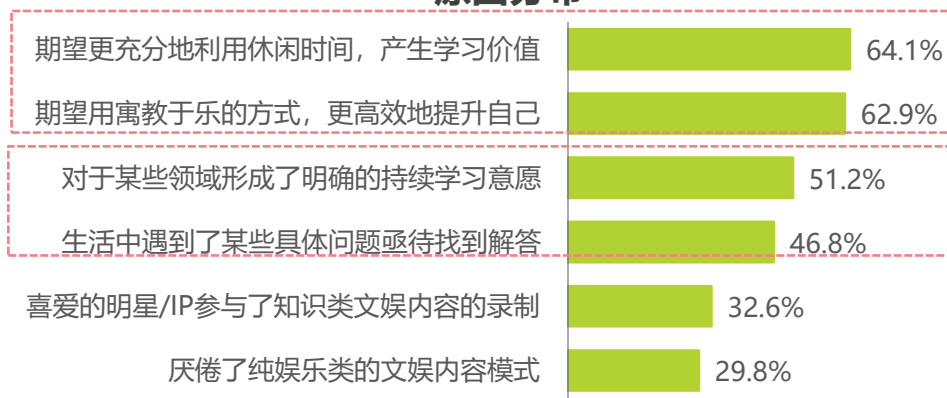 期望更充分地利用休闲时间，产生学习价值 64.1%
期望用寓教于乐的方式，更高效地提升自己 62.9%
对于某些领域形成了明确的持续学习意愿 51.2%
生活中遇到了某些具体问题亟待找到解答 46.8%
喜爱的明星/IP参与了知识类文娱内容的录制 32.6%
厌倦了纯娱乐类的文娱内容模式 29.8%